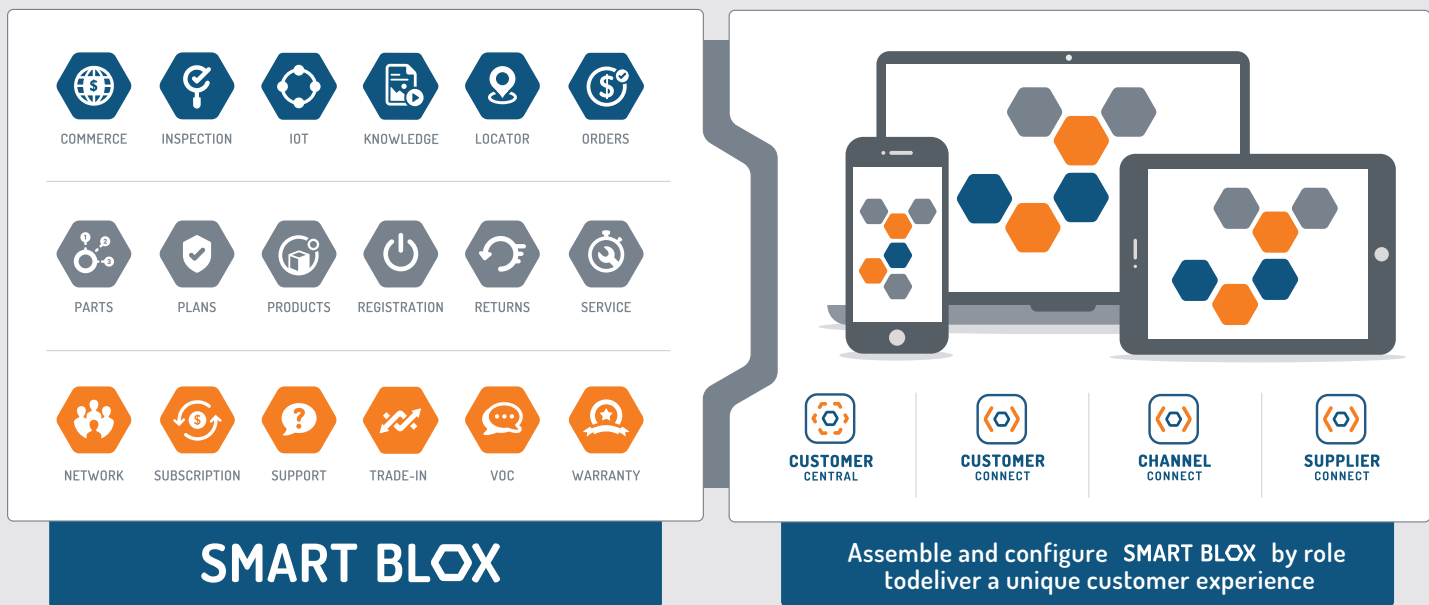 COMMERCE INSPECTION IOT KNOWLEDGE LOCATOR ORDERS
PARTS PLANS PRODUCTS REGISTRATION RETURNS SERVICE
NETWORK SUBSCRIPTION SUPPORT TRADE-IN VOC WARRANTY
SMART BLOX
CUSTOMER
CENTRAL
CUSTOMER
CONNECT
CHANNEL
CONNECT
SUPPLIER
CONNECT
Assemble and configure SMART BLOX by role
todeliver a unique customer experience